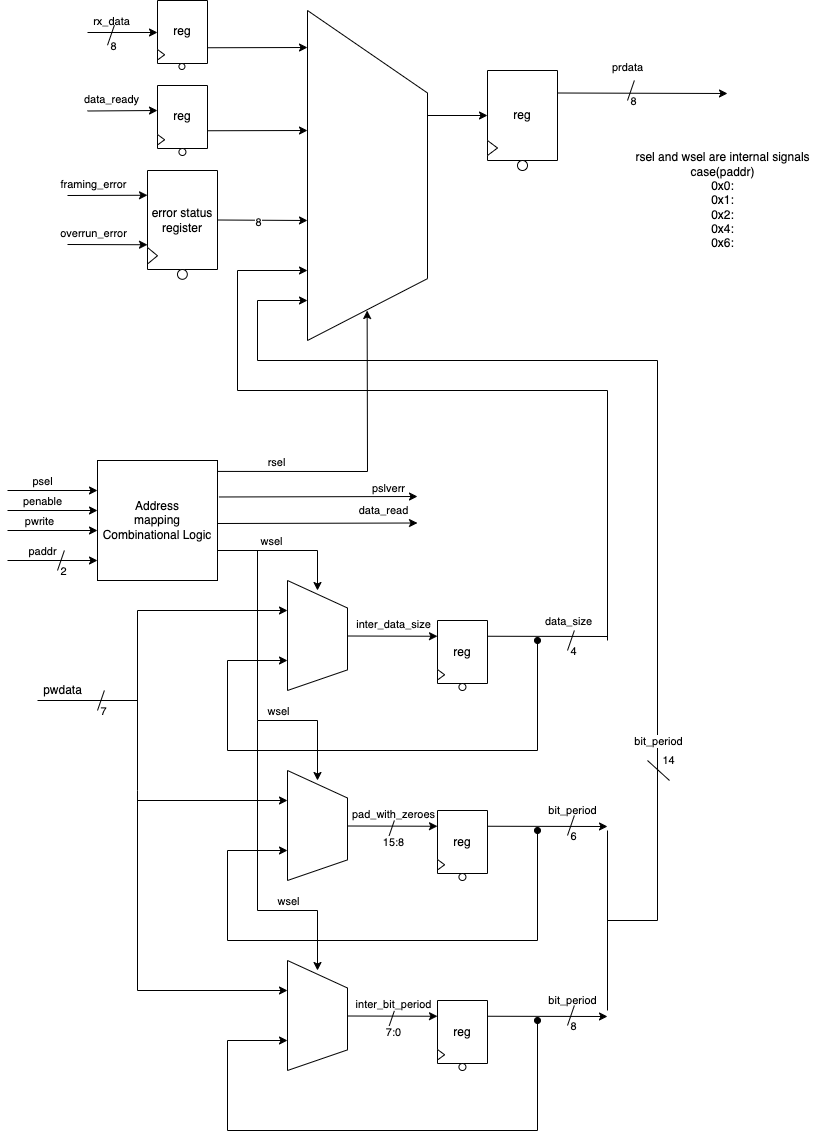 rx_data
8
reg
data_ready
reg
framing_error
overrun_error
error status
register
8
reg
prdata
8
rsel and wsel are internal signals
case(paddr)
0x0:
0x1:
0x2:
0x4:
0x6:
psel
penable
pwrite
paddr
2
Address
mapping
Combinational Logic
rsel
pslverr
data_read
wsel
inter_data_size
reg
data_size
4
pwdata
7
wsel
pad_with_zeroes
15:8
reg
bit_period
6
bit_period
14
wsel
inter_bit_period
7:0
reg
bit_period
8